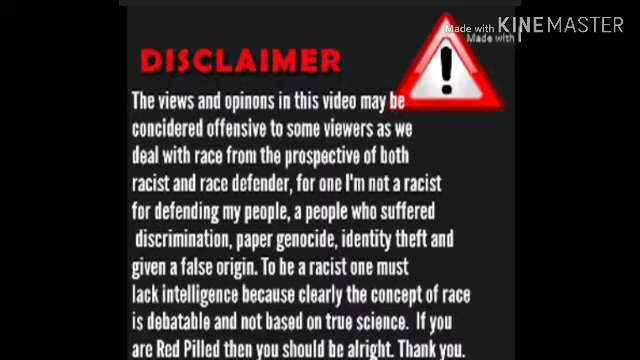 Made with KINEMASTER
Made with
DISCLAIMER
The views and opinons in this video may be
concidered offensive to some viewers as we
deal with race from the prospective of both
racist and race defender, for one I'm not a racist
for defending my people, a people who suffered
discrimination, paper genocide, identity theft and
given a false origin. To be a racist one must
lack intelligence because clearly the concept of race
is debatable and not based on true science. If you
are Red Pilled then you should be alright. Thank you.